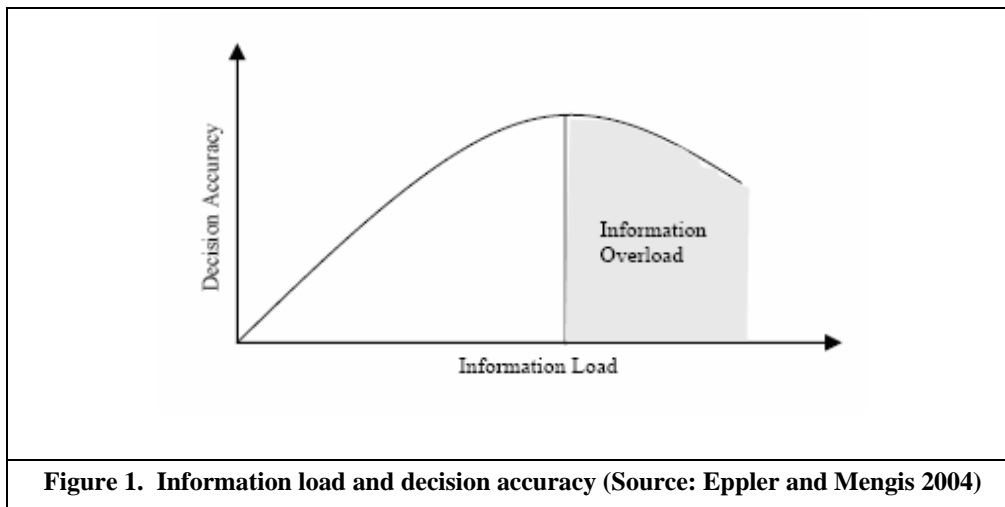 Decision Accuracy
Information
Overload
Information Load
Figure 1. Information load and decision accuracy (Source: Eppler and Mengis 2004)